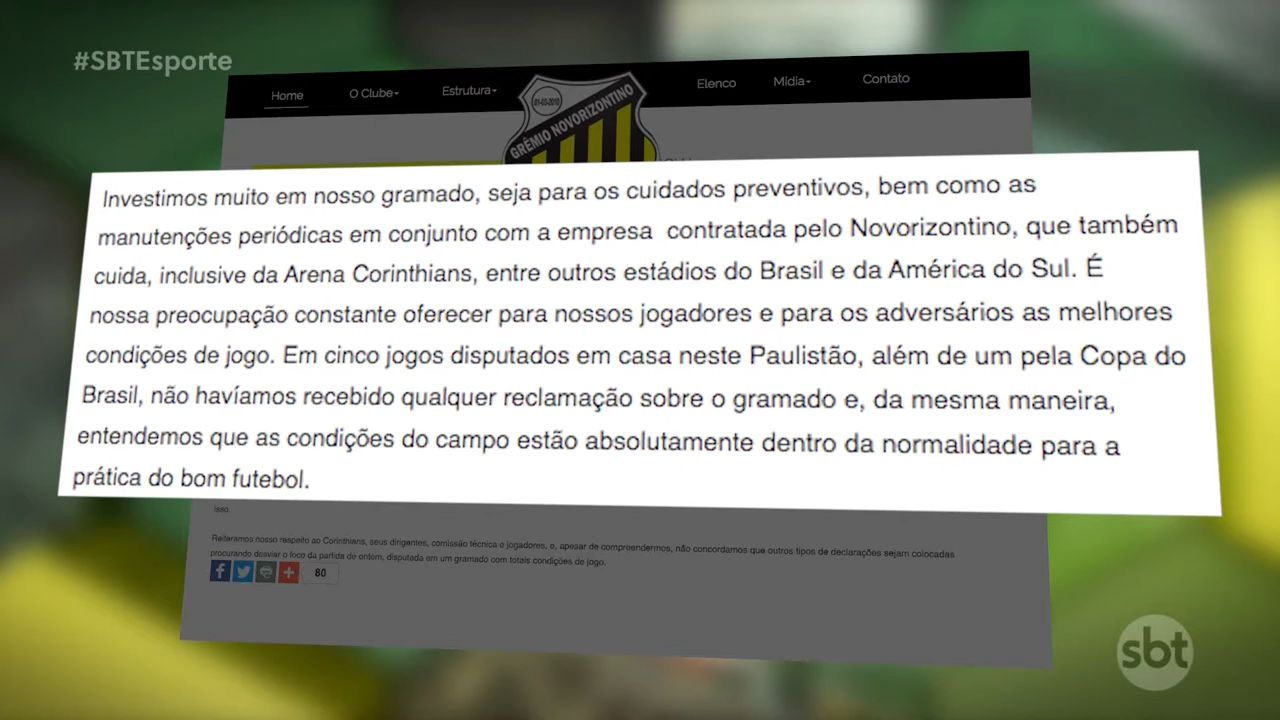 #SBTEsporte
Home O Clube Estrutura Elenco Mídia Contato
01-03-2010
GRÊMIO NOVORIZONTINO
Investimos muito em nosso gramado, seja para os cuidados preventivos, bem como as
manutenções periódicas em conjunto com a empresa contratada pelo Novorizontino, que também
cuida, inclusive da Arena Corinthians, entre outros estádios do Brasil e da América do Sul. É
nossa preocupação constante oferecer para nossos jogadores e para os adversários as melhores
condições de jogo. Em cinco jogos disputados em casa neste Paulistão, além de um pela Copa do
Brasil, não havíamos recebido qualquer reclamação sobre o gramado e, da mesma maneira,
entendemos que as condições do campo estão absolutamente dentro da normalidade para a
prática do bom futebol.
isso.
Reiteramos nosso respeito ao Corinthians, seus dirigentes, comissão técnica e jogadores, e, apesar de compreendermos, não concordamos que outros tipos de declarações sejam colocadas
procurando desviar o foco da partida de ontem, disputada em um gramado com totais condições de jogo.
80
sbt